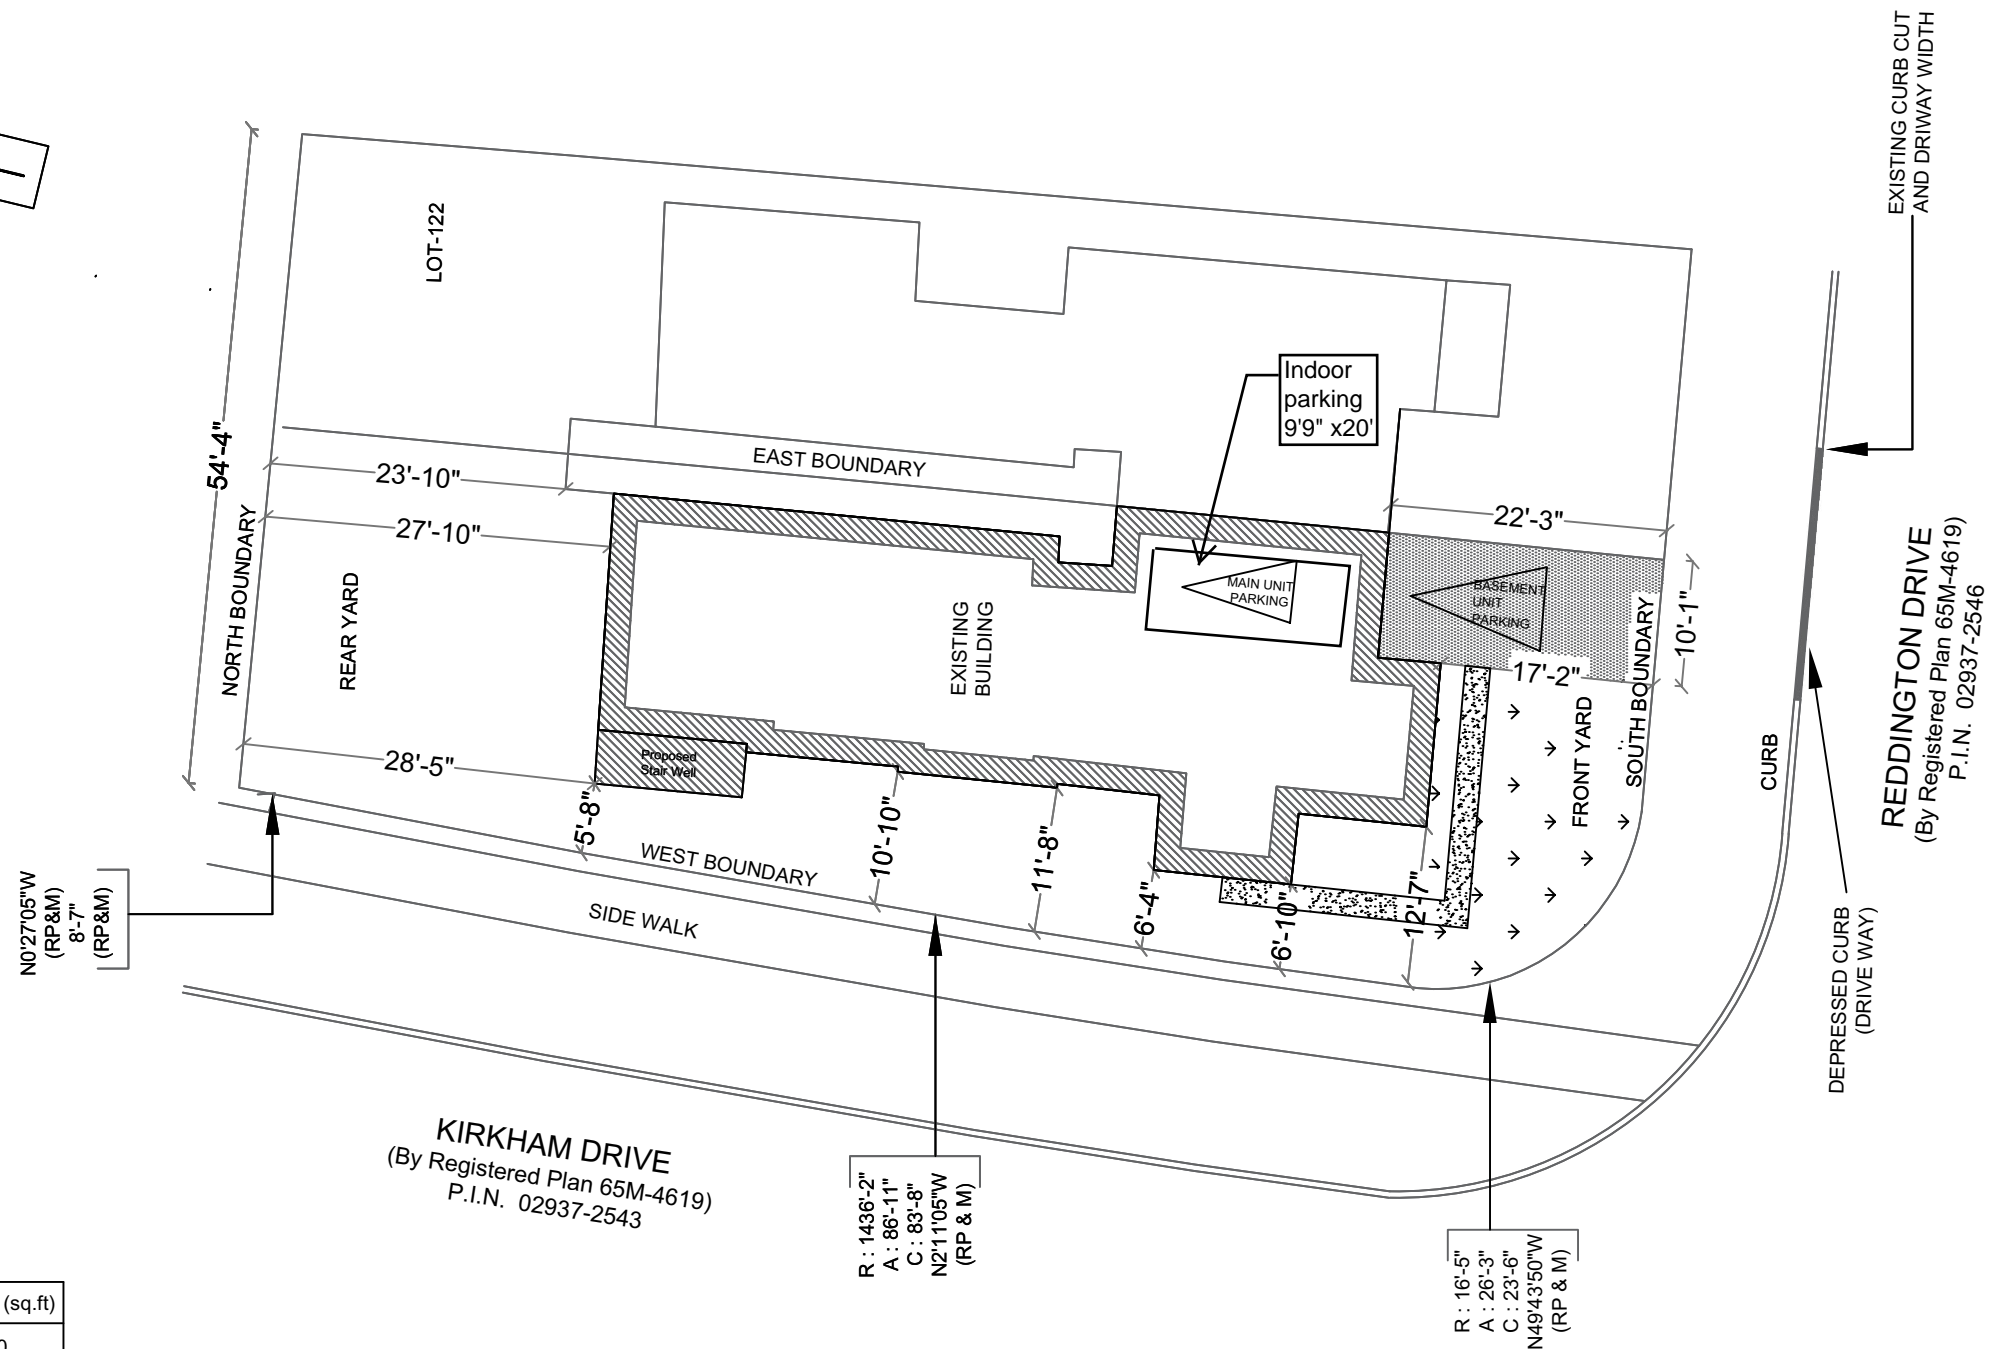 EXISTING CURB CUT
AND DRIWAY WIDTH
LOT-122
54'-4"
Indoor
parking
9'9" x20'
EAST BOUNDARY
23'-10"
27'-10"
22'-3"
NORTH BOUNDARY
REAR YARD
EXISTING
BUILDING
MAIN UNIT
PARKING
BASEMENT
UNIT
PARKING
10'-1"
17'-2"
SOUTH BOUNDARY
FRONT YARD
CURB
REDDINGTON DRIVE
(By Registered Plan 65M-4619)
P.I.N. 02937-2546
28'-5"
Proposed
Stair Well
5'-8"
10'-10"
11'-8"
6'-4"
6'-10"
12'-7"
WEST BOUNDARY
SIDE WALK
N0'27'05"W
(RP&M)
8'-7"
(RP&M)
DEPRESSED CURB
(DRIVE WAY)
KIRKHAM DRIVE
(By Registered Plan 65M-4619)
P.I.N. 02937-2543
R : 1436'-2"
A : 86'-11"
C : 83'-8"
N2'11'05"W
(RP & M)
R : 16'-5"
A : 26'-3"
C : 23'-6"
N49'43'50"W
(RP & M)
(sq.ft)